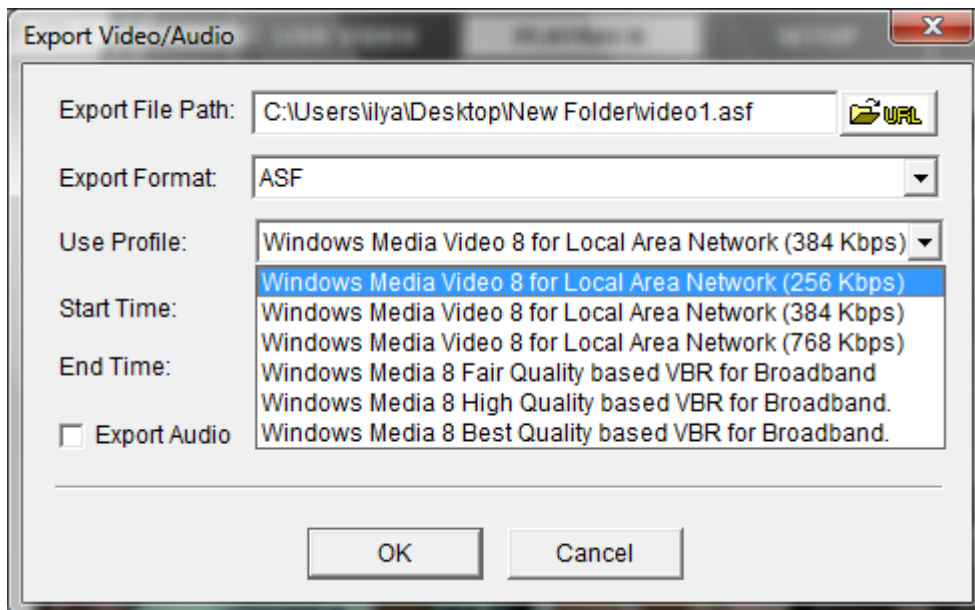 Export Video/Audio
Export File Path: C:\Users\ilya\Desktop\New Folder\video1.asf URL
Export Format: ASF
Use Profile: Windows Media Video 8 for Local Area Network (384 Kbps)
Windows Media Video 8 for Local Area Network (256 Kbps)
Start Time: Windows Media Video 8 for Local Area Network (384 Kbps)
Windows Media Video 8 for Local Area Network (768 Kbps)
End Time: Windows Media 8 Fair Quality based VBR for Broadband
Windows Media 8 High Quality based VBR for Broadband.
Export Audio Windows Media 8 Best Quality based VBR for Broadband.
OK Cancel